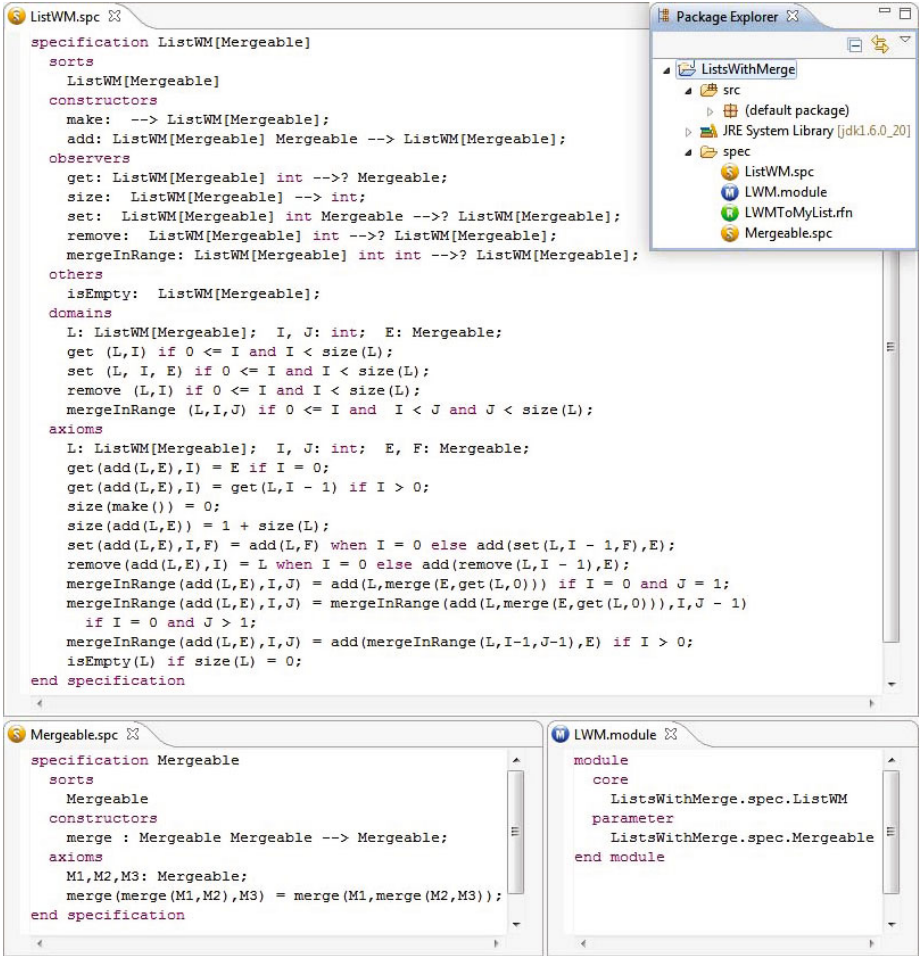 ListWM.spc
specification ListWM[Mergeable]
sorts
ListWM[Mergeable]
constructors
make:  --> ListWM[Mergeable];
add: ListWM[Mergeable] Mergeable --> ListWM[Mergeable];
observers
get: ListWM[Mergeable] int -->? Mergeable;
size:  ListWM[Mergeable] --> int;
set:  ListWM[Mergeable] int Mergeable -->? ListWM[Mergeable];
remove:  ListWM[Mergeable] int -->? ListWM[Mergeable];
mergeInRange: ListWM[Mergeable] int int -->? ListWM[Mergeable];
others
isEmpty:  ListWM[Mergeable];
domains
L: ListWM[Mergeable];  I, J: int;  E: Mergeable;
get (L,I) if 0 <= I and I < size(L);
set (L, I, E) if 0 <= I and I < size(L);
remove (L,I) if 0 <= I and I < size(L);
mergeInRange (L,I,J) if 0 <= I and  I < J and J < size(L);
axioms
L: ListWM[Mergeable];  I, J: int;  E, F: Mergeable;
get(add(L,E),I) = E if I = 0;
get(add(L,E),I) = get(L,I - 1) if I > 0;
size(make()) = 0;
size(add(L,E)) = 1 + size(L);
set(add(L,E),I,F) = add(L,F) when I = 0 else add(set(L,I - 1,F),E);
remove(add(L,E),I) = L when I = 0 else add(remove(L,I - 1),E);
mergeInRange(add(L,E),I,J) = add(L,merge(E,get(L,0))) if I = 0 and J = 1;
mergeInRange(add(L,E),I,J) = mergeInRange(add(L,merge(E,get(L,0))),I,J - 1)
if I = 0 and J > 1;
mergeInRange(add(L,E),I,J) = add(mergeInRange(L,I-1,J-1),E) if I > 0;
isEmpty(L) if size(L) = 0;
end specification
Package Explorer
ListsWithMerge
src
(default package)
JRE System Library [jdk1.6.0_20]
spec
ListWM.spc
LWM.module
LWMToMyList.rfn
Mergeable.spc
Mergeable.spc
specification Mergeable
sorts
Mergeable
constructors
merge : Mergeable Mergeable --> Mergeable;
axioms
M1,M2,M3: Mergeable;
merge(merge(M1,M2),M3) = merge(M1,merge(M2,M3));
end specification
LWM.module
module
core
ListsWithMerge.spec.ListWM
parameter
ListsWithMerge.spec.Mergeable
end module